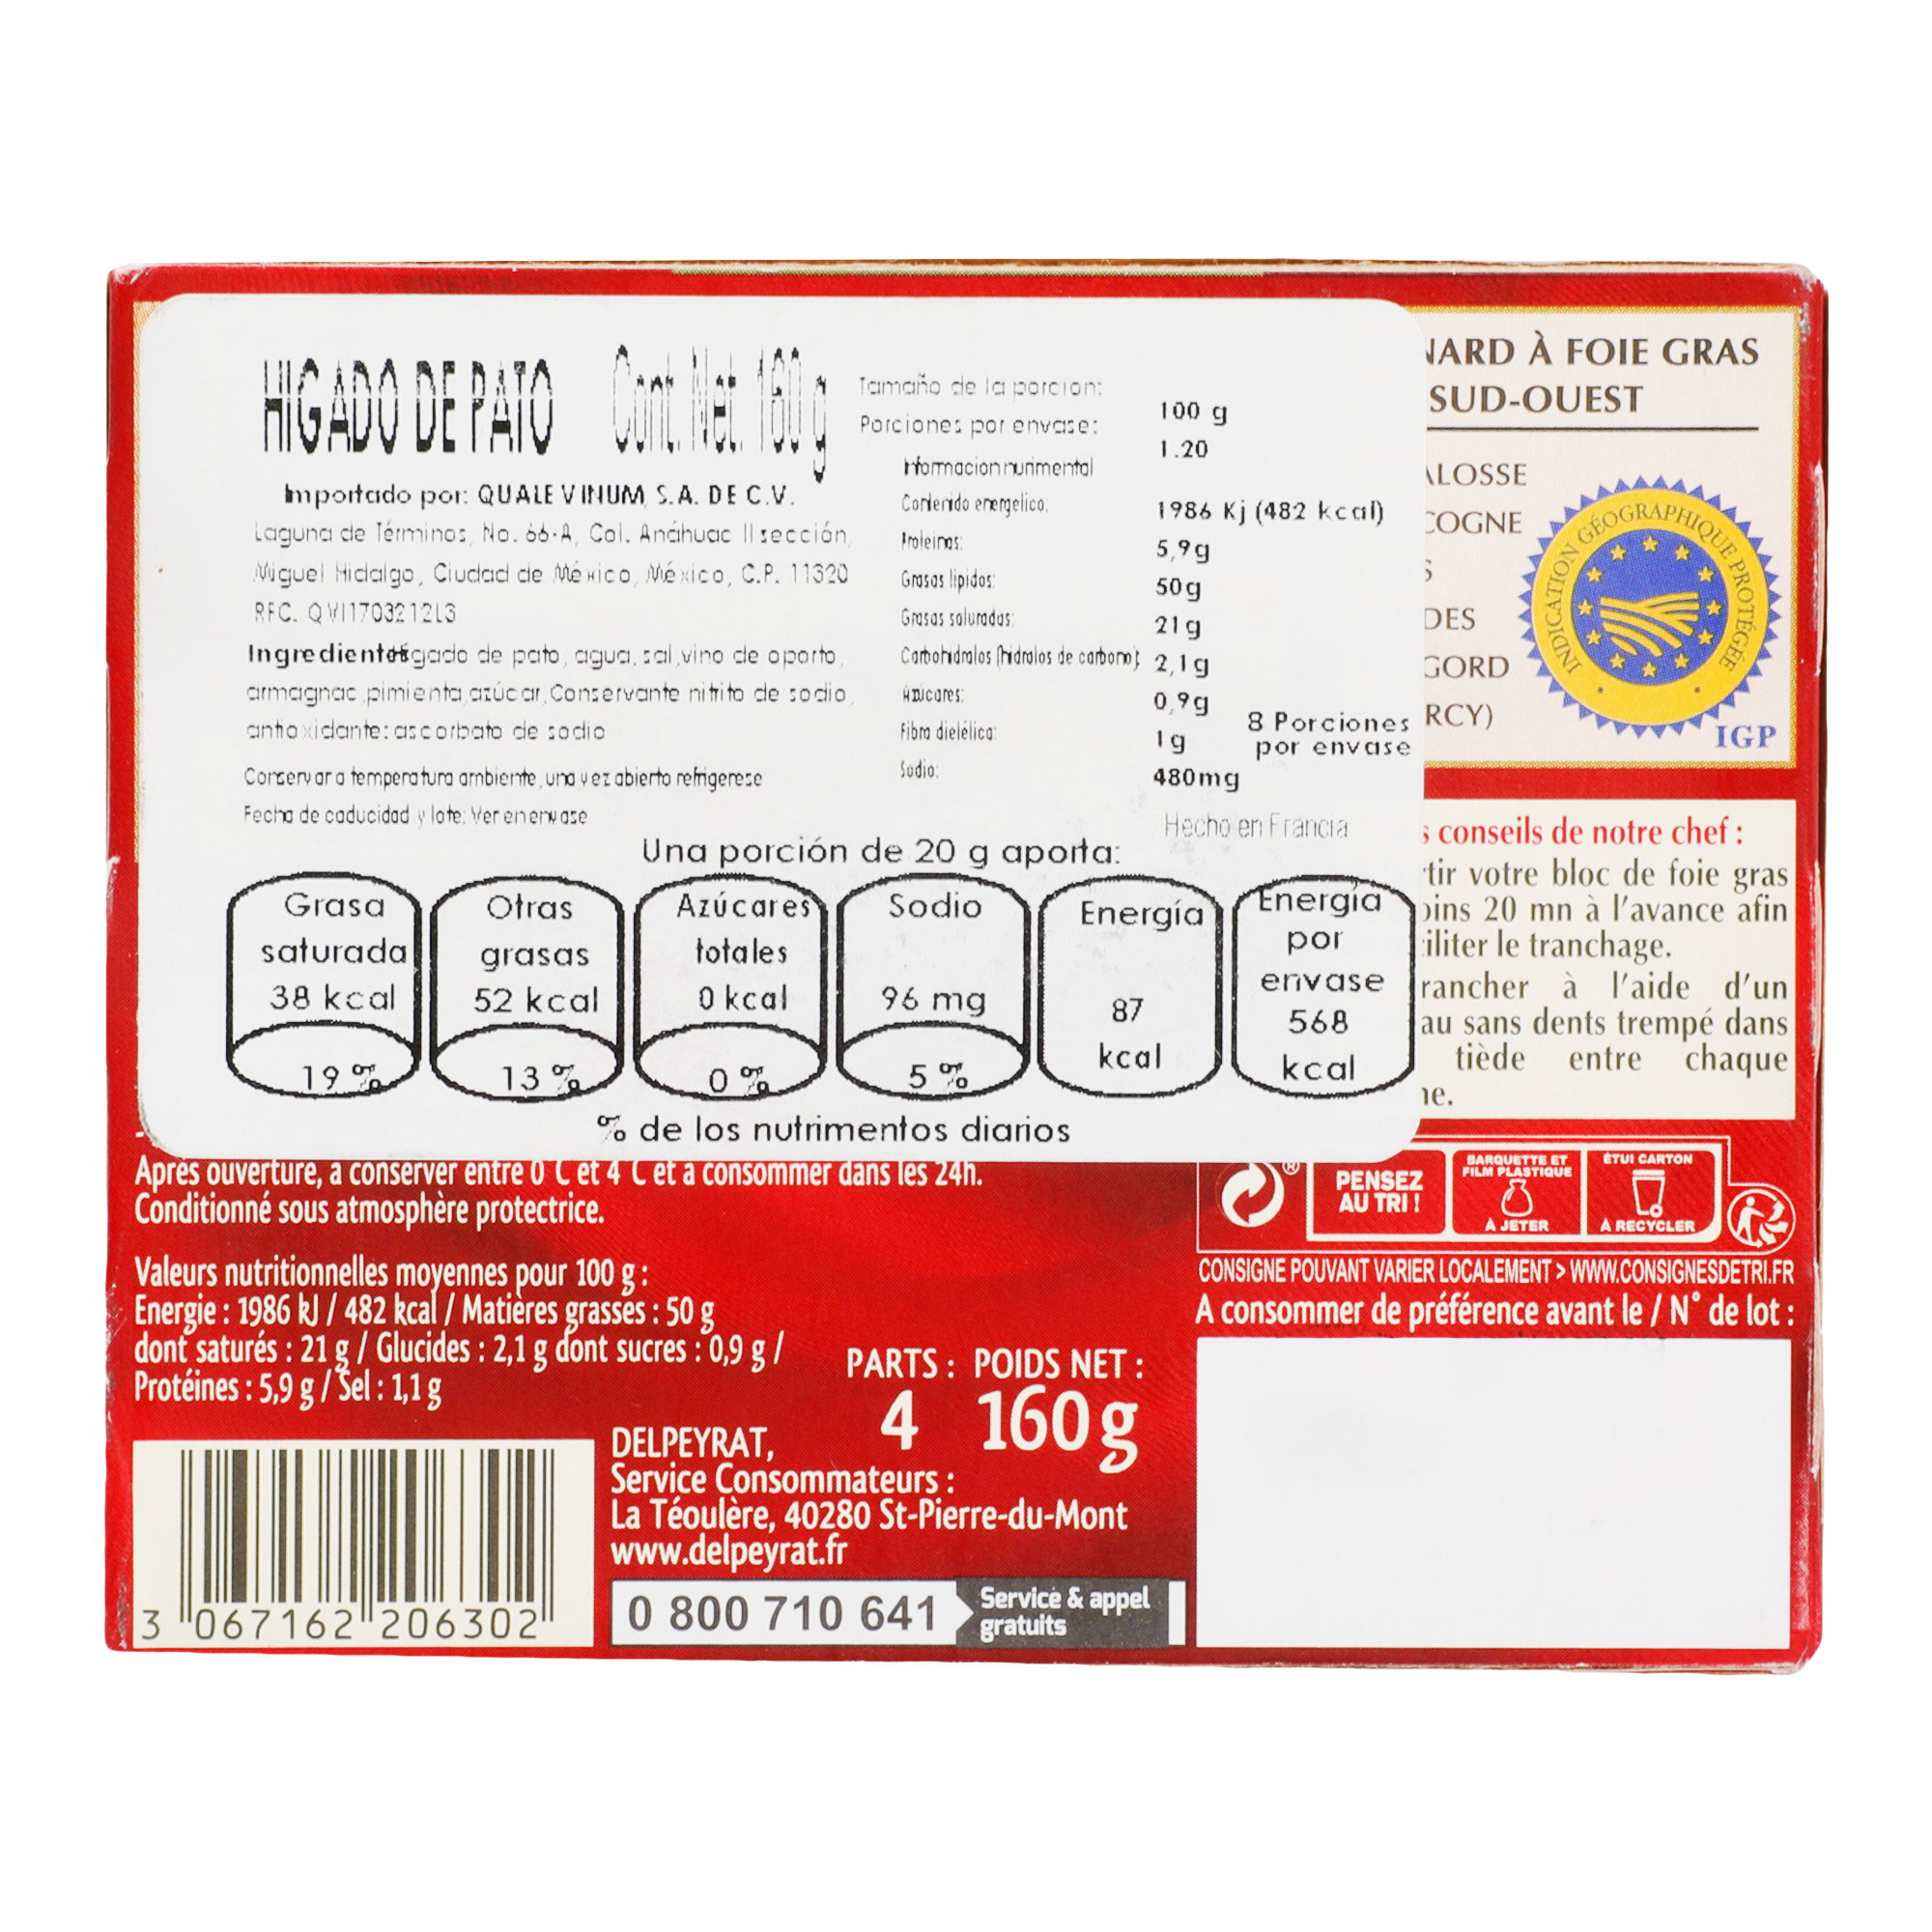 HIGADO DE PATO Cont. Net. 160 g
Importado por: QUALE VINUM, S.A. DE C.V.
Laguna de Términos, No. 66-A, Col. Anáhuac II sección,
Miguel Hidalgo, Ciudad de México, México, C.P. 11320
RFC. QVI1703212L3
Ingredientes Hígado de pato, agua, sal, vino de oporto,
armagnac, pimienta, azúcar, Conservante nitrito de sodio,
antioxidante: ascorbato de sodio
Conservar a temperatura ambiente, una vez abierto refrigerese
Fecha de caducidad y lote: Ver en envase
Tamaño de la porcion: 100 g
Porciones por envase: 1.20
Informacion nurimental
Contenido energelico: 1986 Kj (482 kcal)
Proleinas: 5,9g
Grasas lipidos: 50g
Grasas saluradas: 21g
Carbohidralos (hidralos de carbono): 2,1g
Azúcares: 0,9g
Fibra dielélica: 1g
Sodio: 480mg
8 Porciones
por envase
Hecho en Francia
Una porción de 20 g aporta:
Grasa
saturada
38 kcal
19 %
Otras
grasas
52 kcal
13 %
Azúcares
totales
0 kcal
0 %
Sodio
96 mg
5 %
Energía
87
kcal
Energía
por
envase
568
kcal
% de los nutrimentos diarios
NARD À FOIE GRAS
SUD-OUEST
ALOSSE
COGNE
S
DES
GORD
RCY)
INDICATION GÉOGRAPHIQUE PROTÉGÉE
IGP
s conseils de notre chef :
tir votre bloc de foie gras
oins 20 mn à l'avance afin
iliter le tranchage.
rancher à l'aide d'un
au sans dents trempé dans
tiède entre chaque
ne.
Après ouverture, à conserver entre 0°C et 4°C et à consommer dans les 24h.
Conditionné sous atmosphère protectrice.
Valeurs nutritionnelles moyennes pour 100 g :
Energie : 1986 kJ / 482 kcal / Matières grasses : 50 g
dont saturés : 21 g / Glucides : 2,1 g dont sucres : 0,9 g /
Protéines : 5,9 g / Sel : 1,1 g
PARTS : POIDS NET :
4 160g
DELPEYRAT,
Service Consommateurs :
La Téoulère, 40280 St-Pierre-du-Mont
www.delpeyrat.fr
0 800 710 641 Service & appel
gratuits
3 067162 206302
®
PENSEZ
AU TRI !
BARQUETTE ET
FILM PLASTIQUE
À JETER
ÉTUI CARTON
À RECYCLER
CONSIGNE POUVANT VARIER LOCALEMENT > WWW.CONSIGNESDETRI.FR
A consommer de préférence avant le / N° de lot :